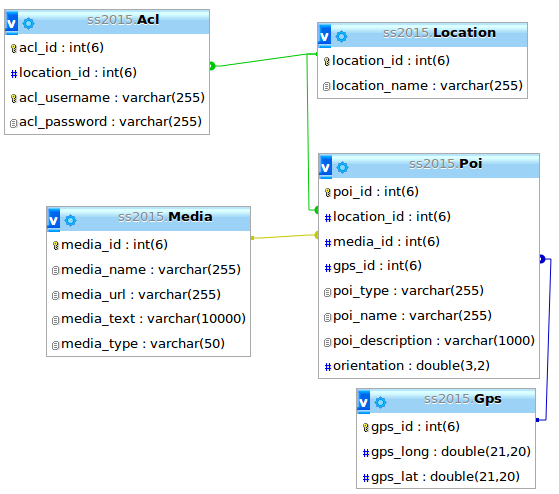 ss2015.Acl
acl_id : int(6)
location_id : int(6)
acl_username : varchar(255)
acl_password : varchar(255)
ss2015.Location
location_id : int(6)
location_name : varchar(255)
ss2015.Poi
poi_id : int(6)
location_id : int(6)
media_id : int(6)
gps_id : int(6)
poi_type : varchar(255)
poi_name : varchar(255)
poi_description : varchar(1000)
orientation : double(3,2)
ss2015.Media
media_id : int(6)
media_name : varchar(255)
media_url : varchar(255)
media_text : varchar(10000)
media_type : varchar(50)
ss2015.Gps
gps_id : int(6)
gps_long : double(21,20)
gps_lat : double(21,20)